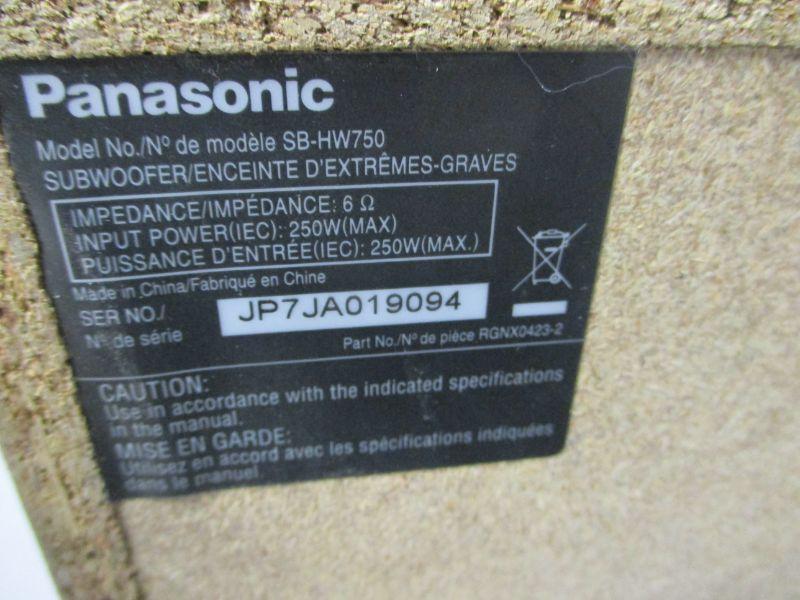 Panasonic
Model No./Nº de modèle SB-HW750
SUBWOOFER/ENCEINTE D'EXTRÊMES-GRAVES
IMPEDANCE/IMPÉDANCE: 6 Ω
INPUT POWER(IEC): 250W(MAX)
PUISSANCE D'ENTRÉE(IEC): 250W(MAX.)
Made in China/Fabriqué en Chine
SER NO./
Nº de série
JP7JA019094
Part No./Nº de pièce RGNX0423-2
CAUTION:
Use in accordance with the indicated specifications
in the manual.
MISE EN GARDE:
Utilisez en accord avec les spécifications indiquées
dans le manuel.